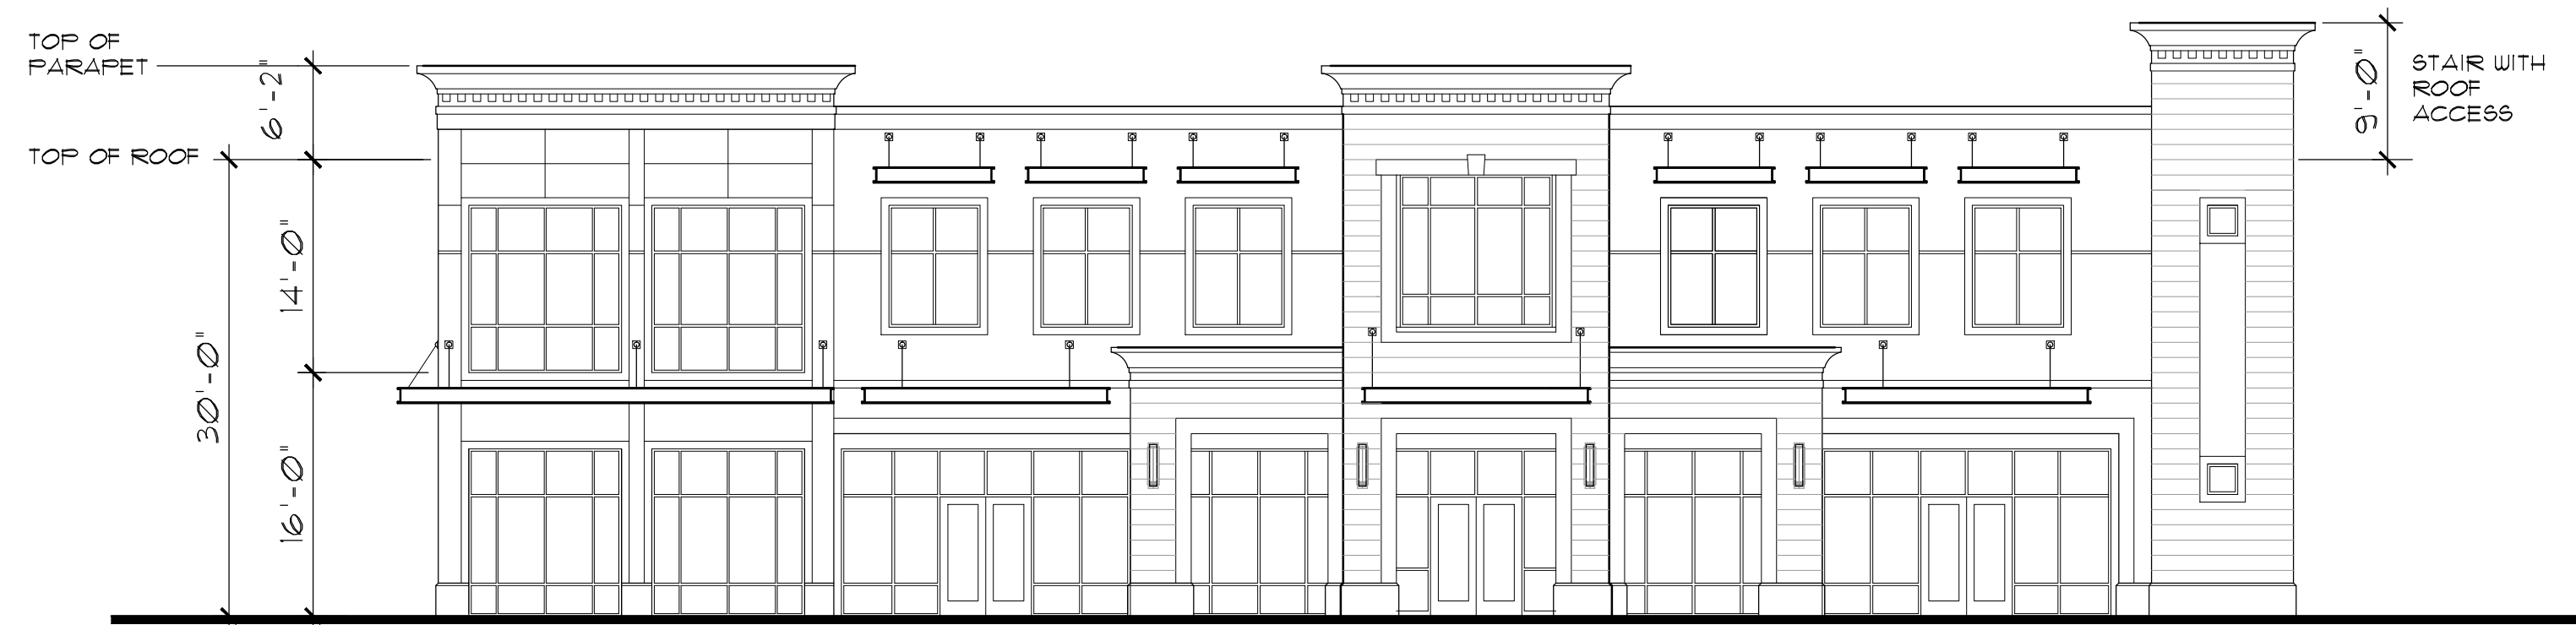 TOP OF
PARAPET
6'-2"
TOP OF ROOF
14'-0"
30'-0"
16'-0"
9'-0"
STAIR WITH
ROOF
ACCESS